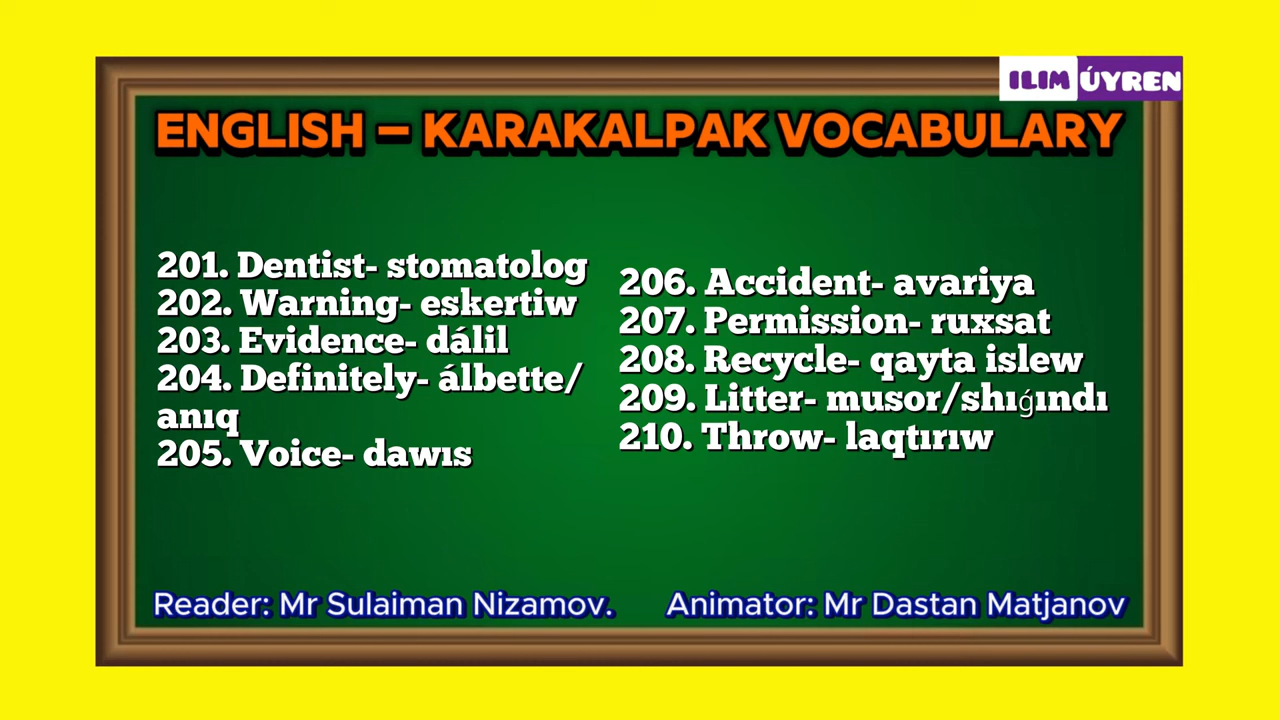 ILIM ÚYREN
ENGLISH – KARAKALPAK VOCABULARY
201. Dentist- stomatolog
202. Warning- eskertiw
203. Evidence- dálil
204. Definitely- álbette/
anıq
205. Voice- dawıs
206. Accident- avariya
207. Permission- ruxsat
208. Recycle- qayta islew
209. Litter- musor/shıǵındı
210. Throw- laqtırıw
Reader: Mr Sulaiman Nizamov.
Animator: Mr Dastan Matjanov